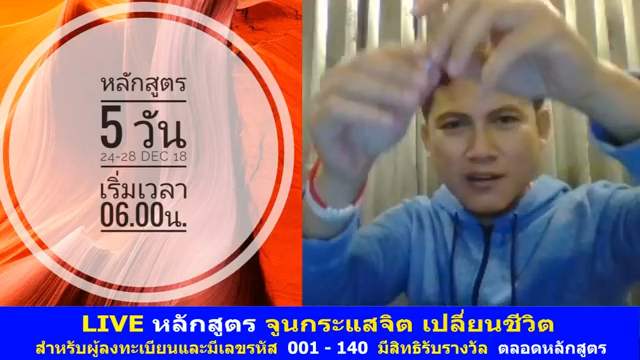 หลักสูตร
5 วัน
24-28 DEC 18
เริ่มเวลา
06.00น.
LIVE หลักสูตร จูนกระแสจิต เปลี่ยนชีวิต
สำหรับผู้ลงทะเบียนและมีเลขรหัส 001 - 140 มีสิทธิรับรางวัล ตลอดหลักสูตร